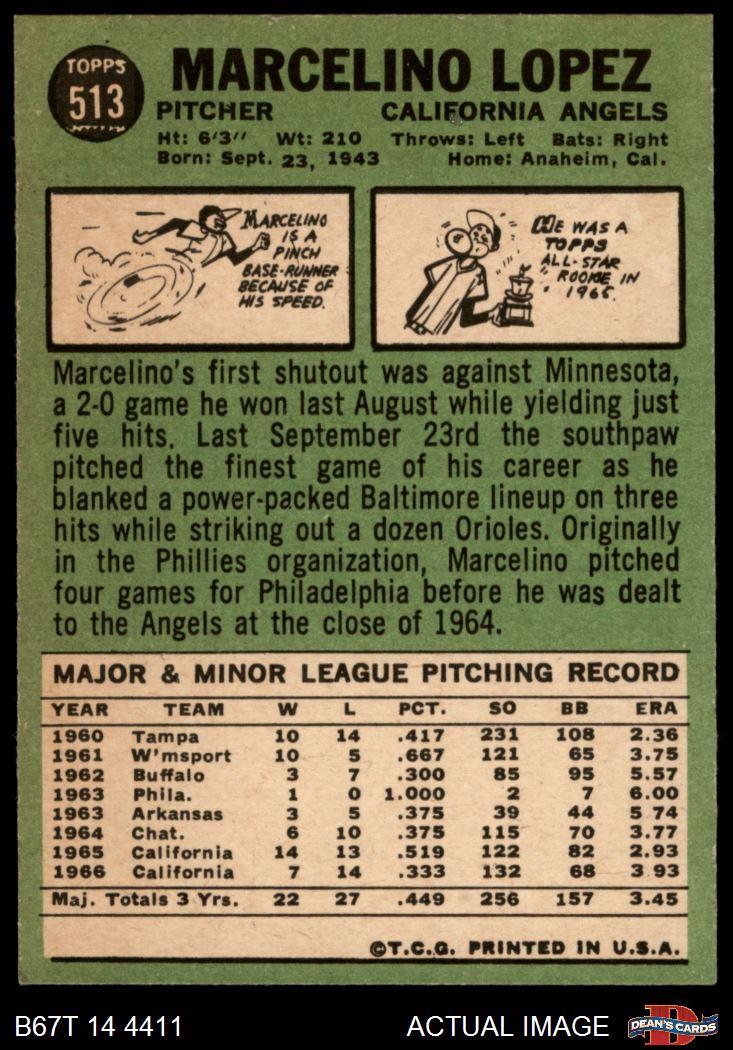 TOPPS
513
MARCELINO LOPEZ
PITCHER CALIFORNIA ANGELS
Ht: 6'3" Wt: 210 Throws: Left Bats: Right
Born: Sept. 23, 1943 Home: Anaheim, Cal.
MARCELINO
IS A
PINCH
BASE-RUNNER
BECAUSE OF
HIS SPEED.
HE WAS A
TOPPS
ALL-STAR
ROOKIE IN
1965.
Marcelino's first shutout was against Minnesota,
a 2-0 game he won last August while yielding just
five hits. Last September 23rd the southpaw
pitched the finest game of his career as he
blanked a power-packed Baltimore lineup on three
hits while striking out a dozen Orioles. Originally
in the Phillies organization, Marcelino pitched
four games for Philadelphia before he was dealt
to the Angels at the close of 1964.
MAJOR & MINOR LEAGUE PITCHING RECORD
YEAR TEAM W L PCT. SO BB ERA
1960 Tampa 10 14 .417 231 108 2.36
1961 W'msport 10 5 .667 121 65 3.75
1962 Buffalo 3 7 .300 85 95 5.57
1963 Phila. 1 0 1.000 2 7 6.00
1963 Arkansas 3 5 .375 39 44 5 74
1964 Chat. 6 10 .375 115 70 3.77
1965 California 14 13 .519 122 82 2.93
1966 California 7 14 .333 132 68 3 93
Maj. Totals 3 Yrs. 22 27 .449 256 157 3.45
©T.C.G. PRINTED IN U.S.A.
B67T 14 4411 ACTUAL IMAGE D DEAN'S CARDS